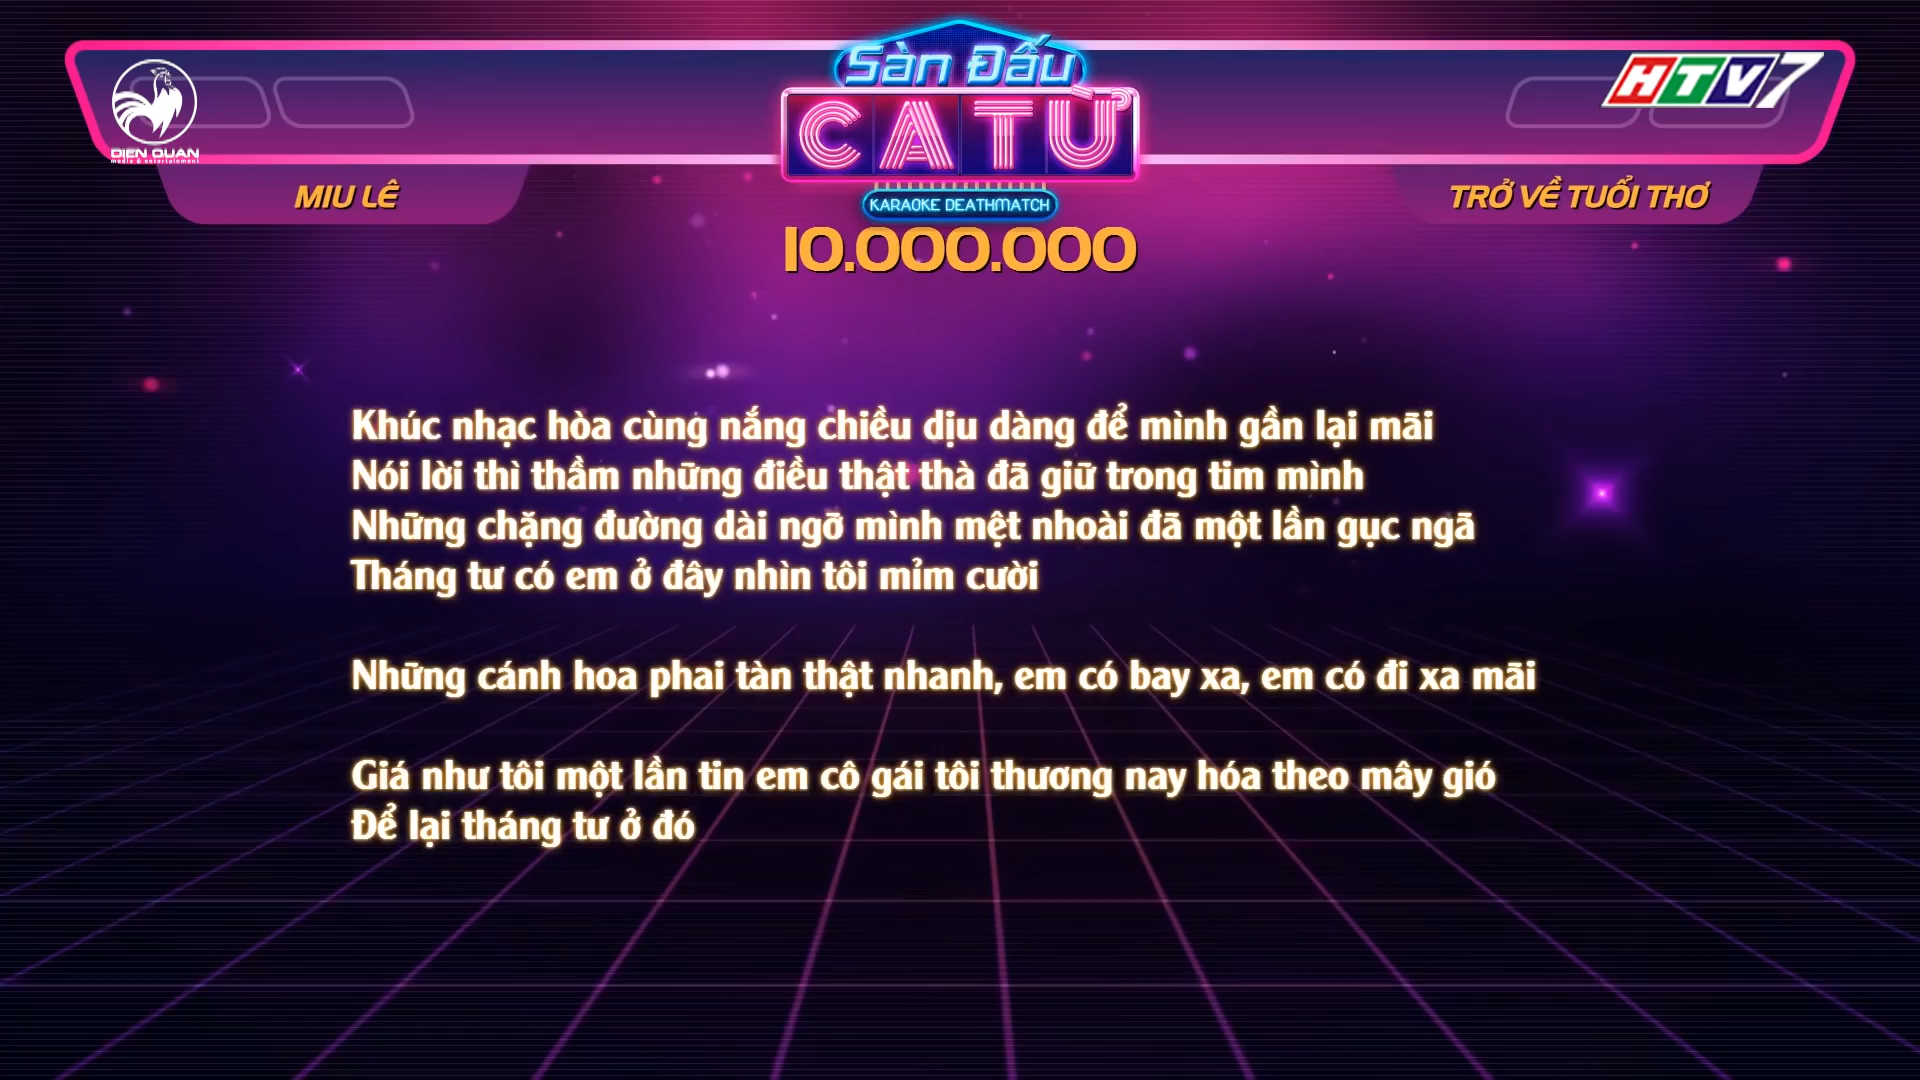 Sàn Đấu
CA TỪ
HTV7
DIEN QUAN
media & entertainment
MIU LÊ
TRỞ VỀ TUỔI THƠ
KARAOKE DEATHMATCH
10.000.000
Khúc nhạc hòa cùng nắng chiều dịu dàng để mình gần lại mãi
Nói lời thì thầm những điều thật thà đã giữ trong tim mình
Những chặng đường dài ngỡ mình mệt nhoài đã một lần gục ngã
Tháng tư có em ở đây nhìn tôi mỉm cười
Những cánh hoa phai tàn thật nhanh, em có bay xa, em có đi xa mãi
Giá như tôi một lần tin em cô gái tôi thương nay hóa theo mây gió
Để lại tháng tư ở đó